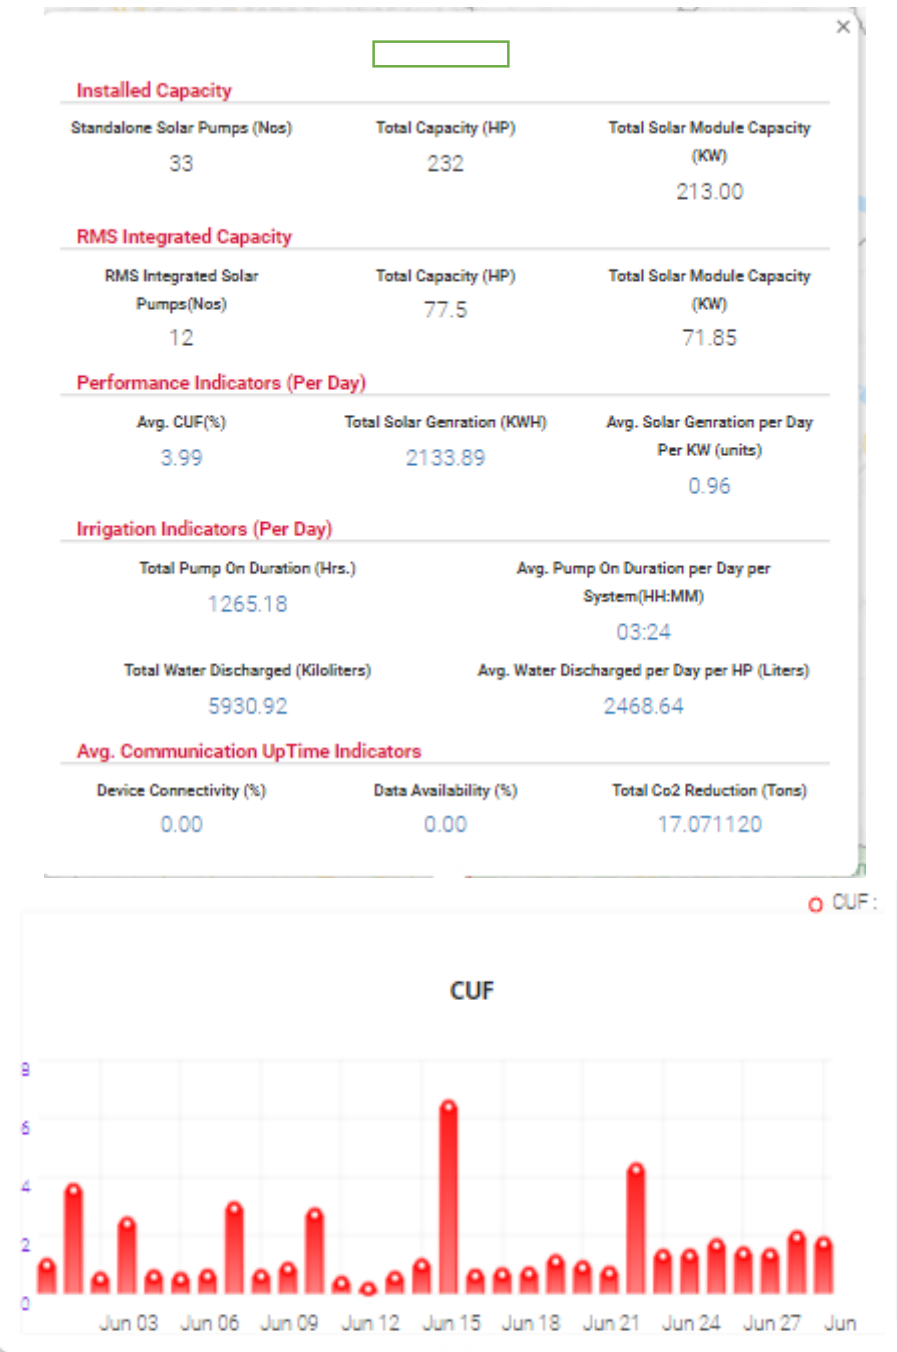 ×
Installed Capacity
Standalone Solar Pumps (Nos)
33
Total Capacity (HP)
232
Total Solar Module Capacity
(KW)
213.00
RMS Integrated Capacity
RMS Integrated Solar
Pumps(Nos)
12
Total Capacity (HP)
77.5
Total Solar Module Capacity
(KW)
71.85
Performance Indicators (Per Day)
Avg. CUF(%)
3.99
Total Solar Genration (KWH)
2133.89
Avg. Solar Genration per Day
Per KW (units)
0.96
Irrigation Indicators (Per Day)
Total Pump On Duration (Hrs.)
1265.18
Avg. Pump On Duration per Day per
System(HH:MM)
03:24
Total Water Discharged (Kiloliters)
5930.92
Avg. Water Discharged per Day per HP (Liters)
2468.64
Avg. Communication UpTime Indicators
Device Connectivity (%)
0.00
Data Availability (%)
0.00
Total Co2 Reduction (Tons)
17.071120
CUF :
CUF
8
6
4
2
0
Jun 03 Jun 06 Jun 09 Jun 12 Jun 15 Jun 18 Jun 21 Jun 24 Jun 27 Jun